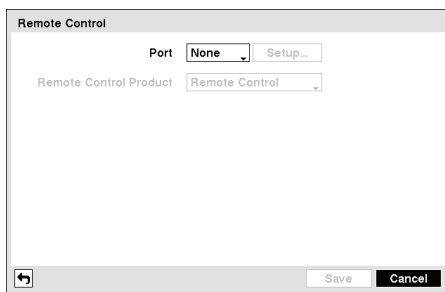 Remote Control
Port None Setup...
Remote Control Product Remote Control
Save Cancel